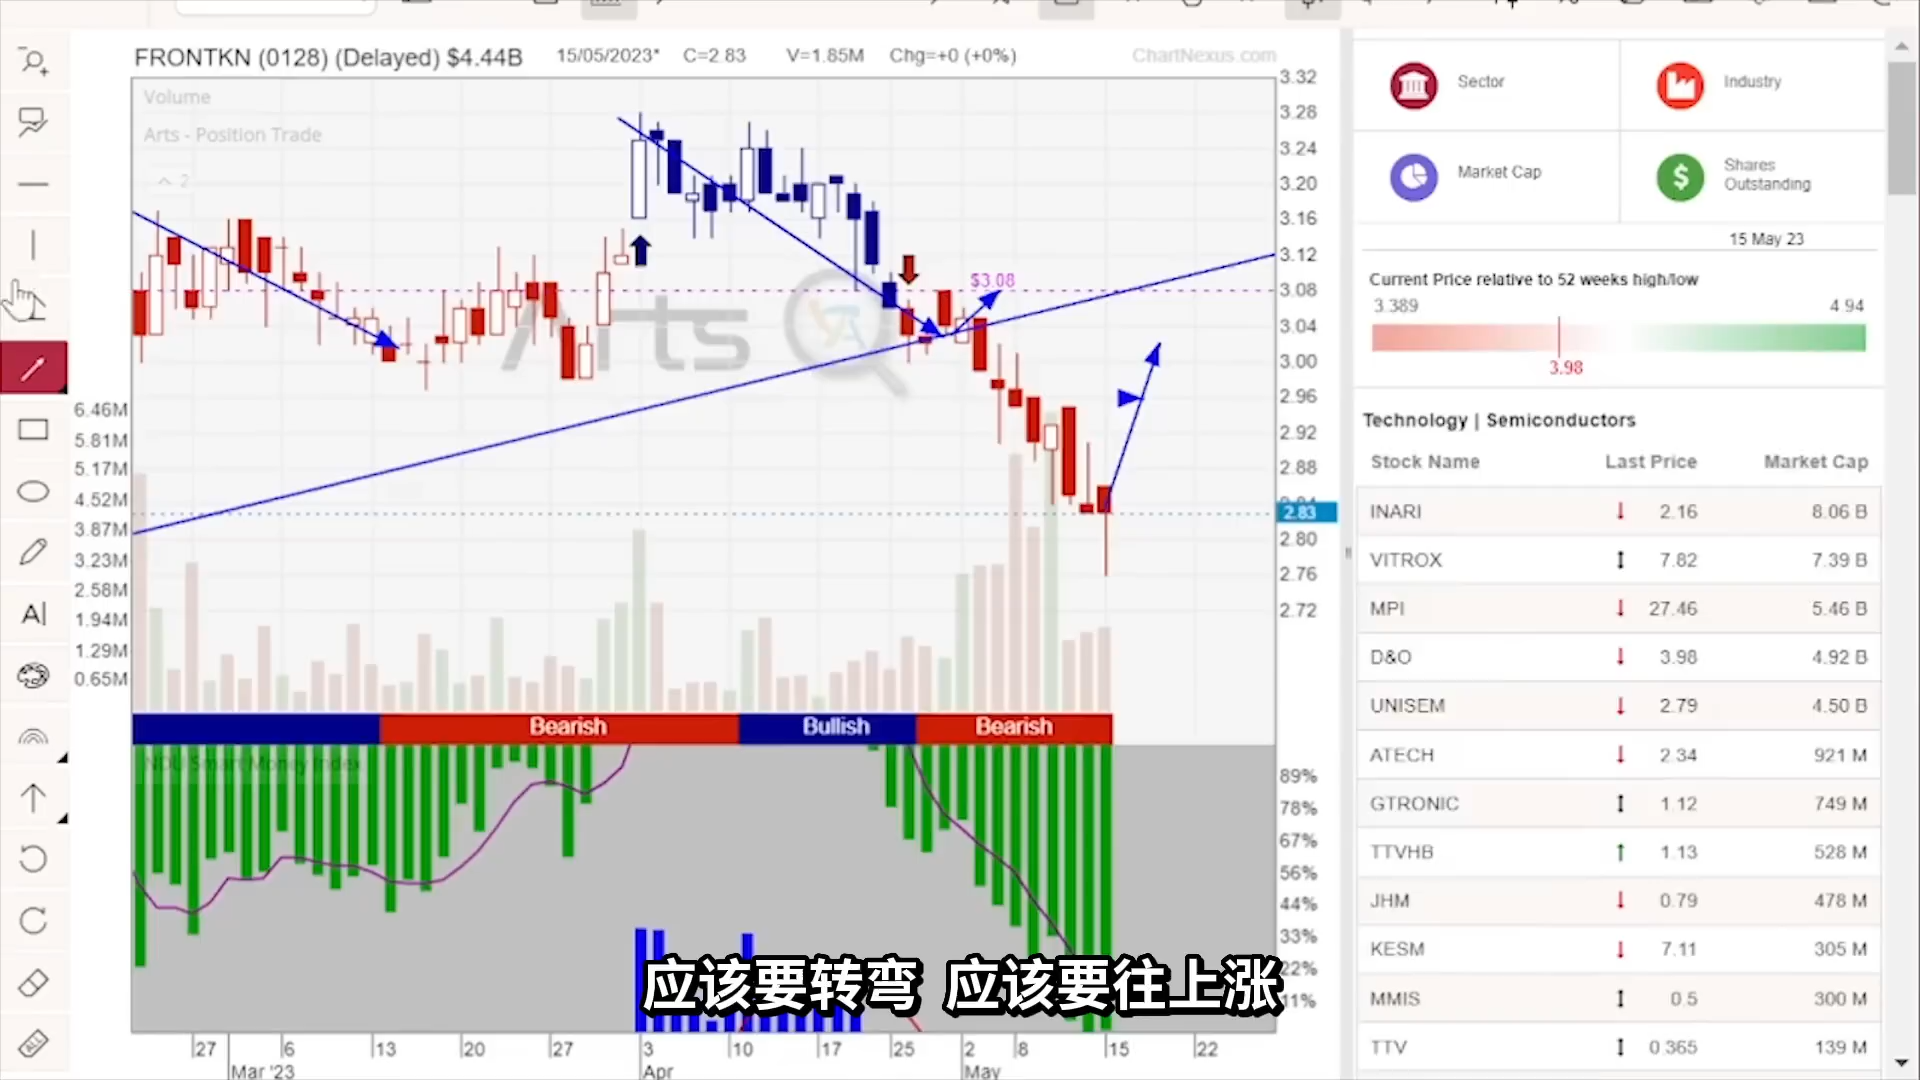 FRONTKN (0128) (Delayed) $4.44B
15/05/2023* C=2.83 V=1.85M Chg=+0 (+0%)
ChartNexus.com
Volume
Arts - Position Trade
2
Arts
$3.08
3.32
3.28
3.24
3.20
3.16
3.12
3.08
3.04
3.00
2.96
2.92
2.88
2.83
2.80
2.76
2.72
6.46M
5.81M
5.17M
4.52M
3.87M
3.23M
2.58M
1.94M
1.29M
0.65M
Bearish
Bullish
Bearish
89%
78%
67%
56%
44%
33%
22%
11%
应该要转弯 应该要往上涨
27 6 13 20 27 3 10 17 25 2 8 15 22
Mar '23 Apr May
A
ALL
Sector
Industry
Market Cap
Shares
Outstanding
15 May 23
Current Price relative to 52 weeks high/low
3.389 4.94
3.98
Technology | Semiconductors
Stock Name Last Price Market Cap
INARI 2.16 8.06 B
VITROX 7.82 7.39 B
MPI 27.46 5.46 B
D&O 3.98 4.92 B
UNISEM 2.79 4.50 B
ATECH 2.34 921 M
GTRONIC 1.12 749 M
TTVHB 1.13 528 M
JHM 0.79 478 M
KESM 7.11 305 M
MMIS 0.5 300 M
TTV 0.365 139 M